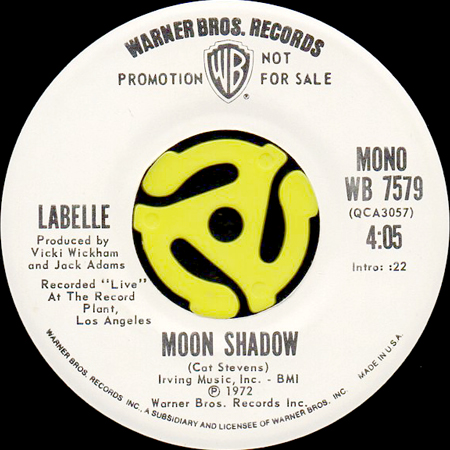 WARNER BROS. RECORDS
PROMOTION NOT FOR SALE
WB
®
MONO
WB 7579
(QCA3057)
4:05
Intro: :22
LABELLE
Produced by
Vicki Wickham
and Jack Adams
Recorded "Live"
At The Record
Plant,
Los Angeles
MOON SHADOW
(Cat Stevens)
Irving Music, Inc. - BMI
℗ 1972
Warner Bros. Records Inc.
WARNER BROS. RECORDS INC., A SUBSIDIARY AND LICENSEE OF WARNER BROS. INC.
MADE IN U.S.A.